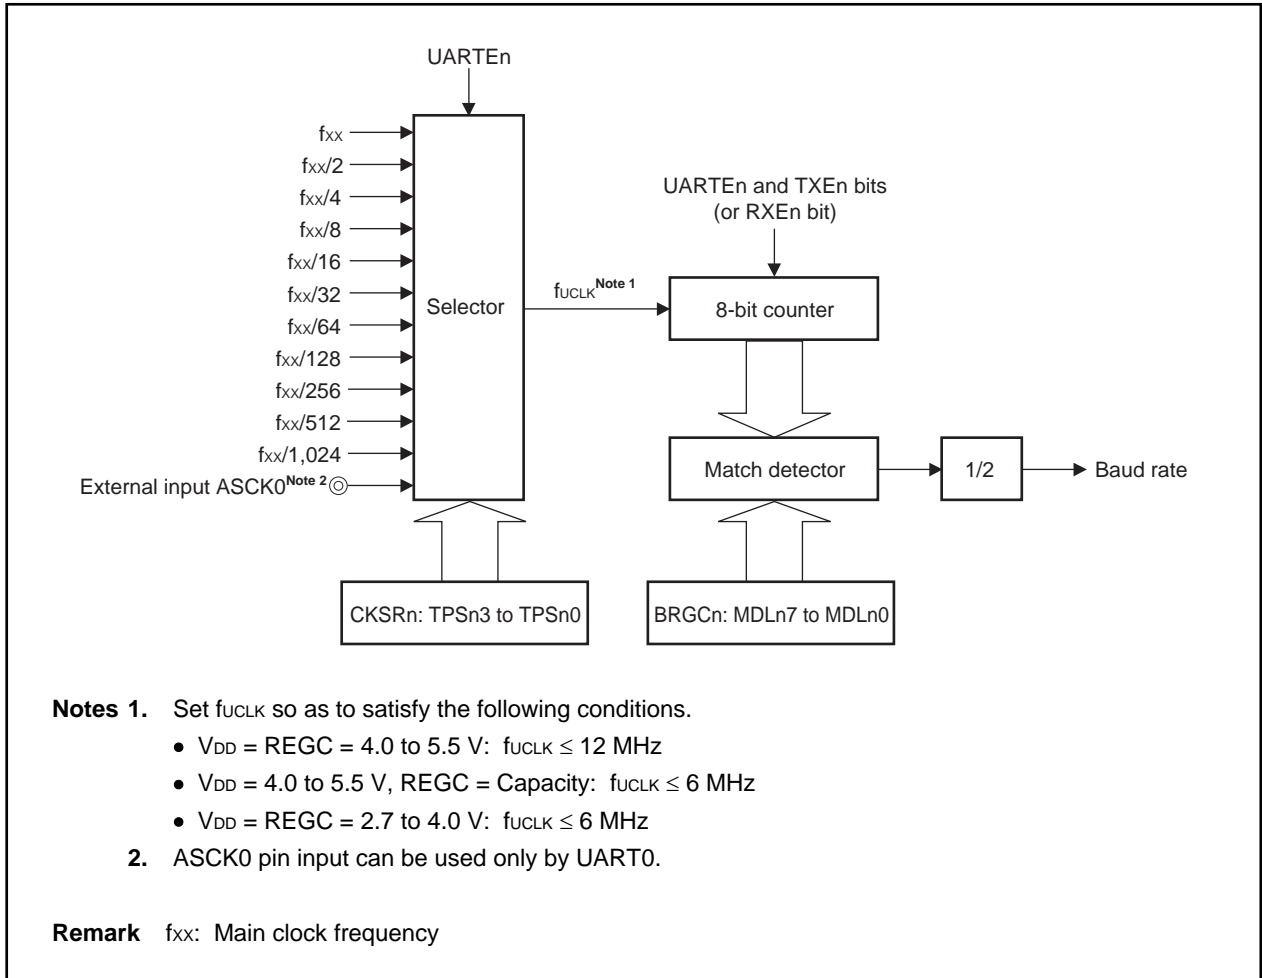 UARTEn
fXX
fXX/2
fXX/4
fXX/8
fXX/16
fXX/32
fXX/64
fXX/128
fXX/256
fXX/512
fXX/1,024
External input ASCK0Note 2
Selector
fUCLKNote 1
UARTEn and TXEn bits
(or RXEn bit)
8-bit counter
Match detector
1/2
Baud rate
CKSRn: TPSn3 to TPSn0
BRGCn: MDLn7 to MDLn0
Notes 1. Set fUCLK so as to satisfy the following conditions.
• VDD = REGC = 4.0 to 5.5 V: fUCLK ≤ 12 MHz
• VDD = 4.0 to 5.5 V, REGC = Capacity: fUCLK ≤ 6 MHz
• VDD = REGC = 2.7 to 4.0 V: fUCLK ≤ 6 MHz
2. ASCK0 pin input can be used only by UART0.
Remark fXX: Main clock frequency